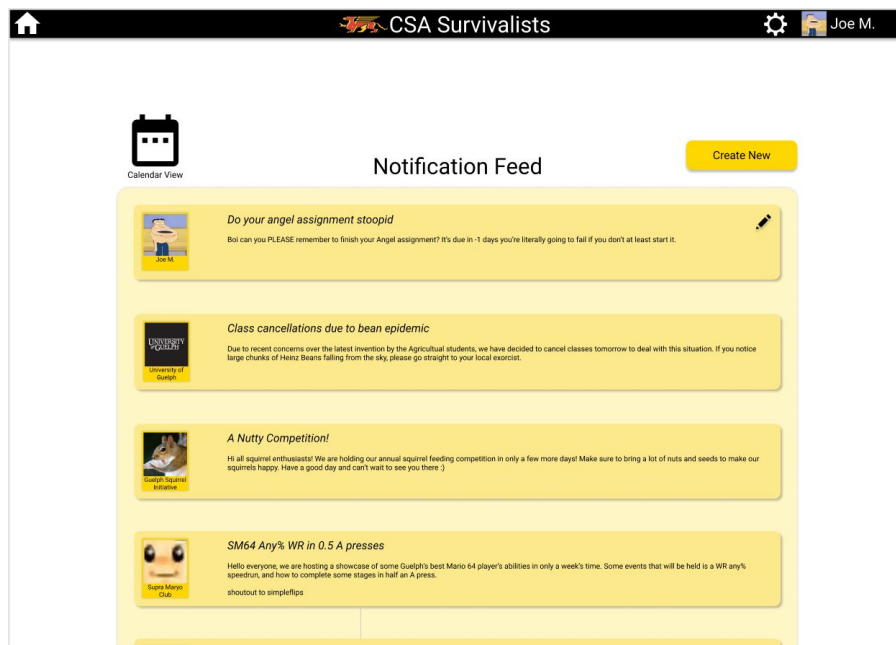 CSA Survivalists
Joe M.
Calendar View
Notification Feed
Create New
Do your angel assignment stoopid
Boi can you PLEASE remember to finish your Angel assignment? It's due in -1 days you're literally going to fail if you don't at least start it.
Joe M.
Class cancellations due to bean epidemic
Due to recent concerns over the latest invention by the Agricultual students, we have decided to cancel classes tomorrow to deal with this situation. If you notice
large chunks of Heinz Beans falling from the sky, please go straight to your local exorcist.
UNIVERSITY
OF GUELPH
University of
Guelph
A Nutty Competition!
Hi all squirrel enthusiasts! We are holding our annual squirrel feeding competition in only a few more days! Make sure to bring a lot of nuts and seeds to make our
squirrels happy. Have a good day and can't wait to see you there :)
Guelph Squirrel
Initiative
SM64 Any% WR in 0.5 A presses
Hello everyone, we are hosting a showcase of some Guelph's best Mario 64 player's abilities in only a week's time. Some events that will be held is a WR any%
speedrun, and how to complete some stages in half an A press.
shoutout to simpleflips
Supra Maryo
Club